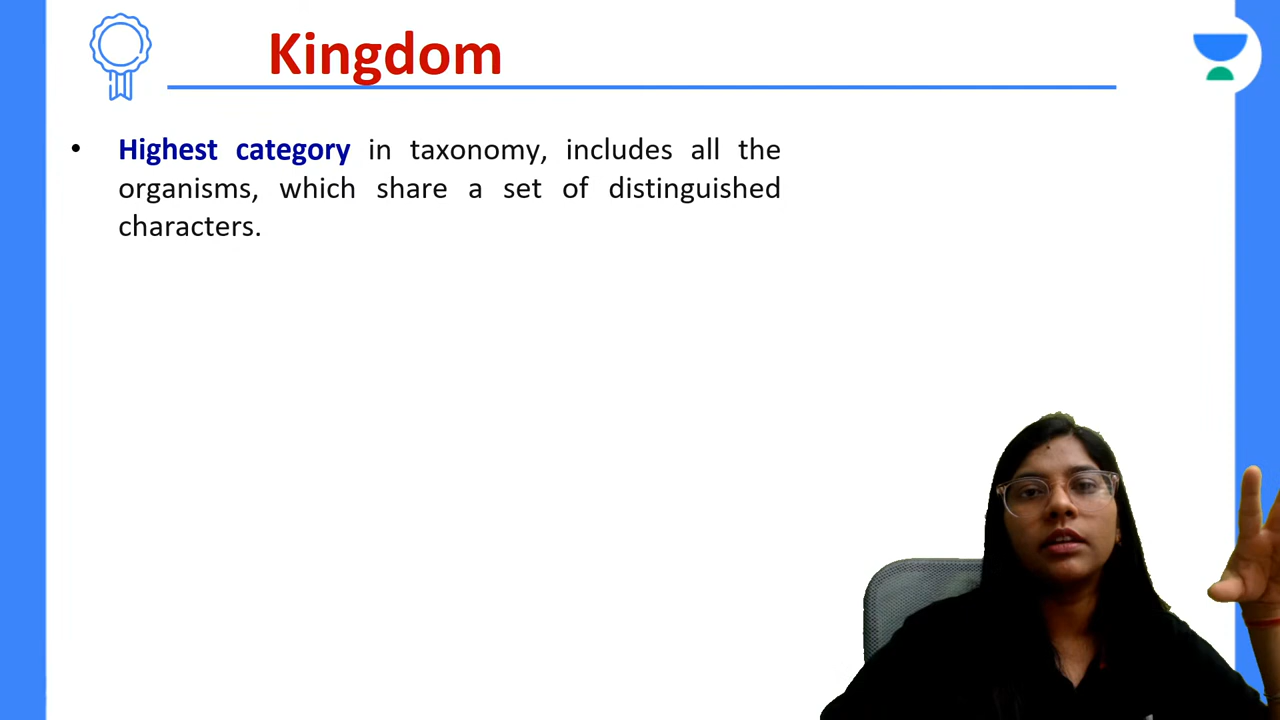 Kingdom
• Highest category in taxonomy, includes all the
organisms, which share a set of distinguished
characters.